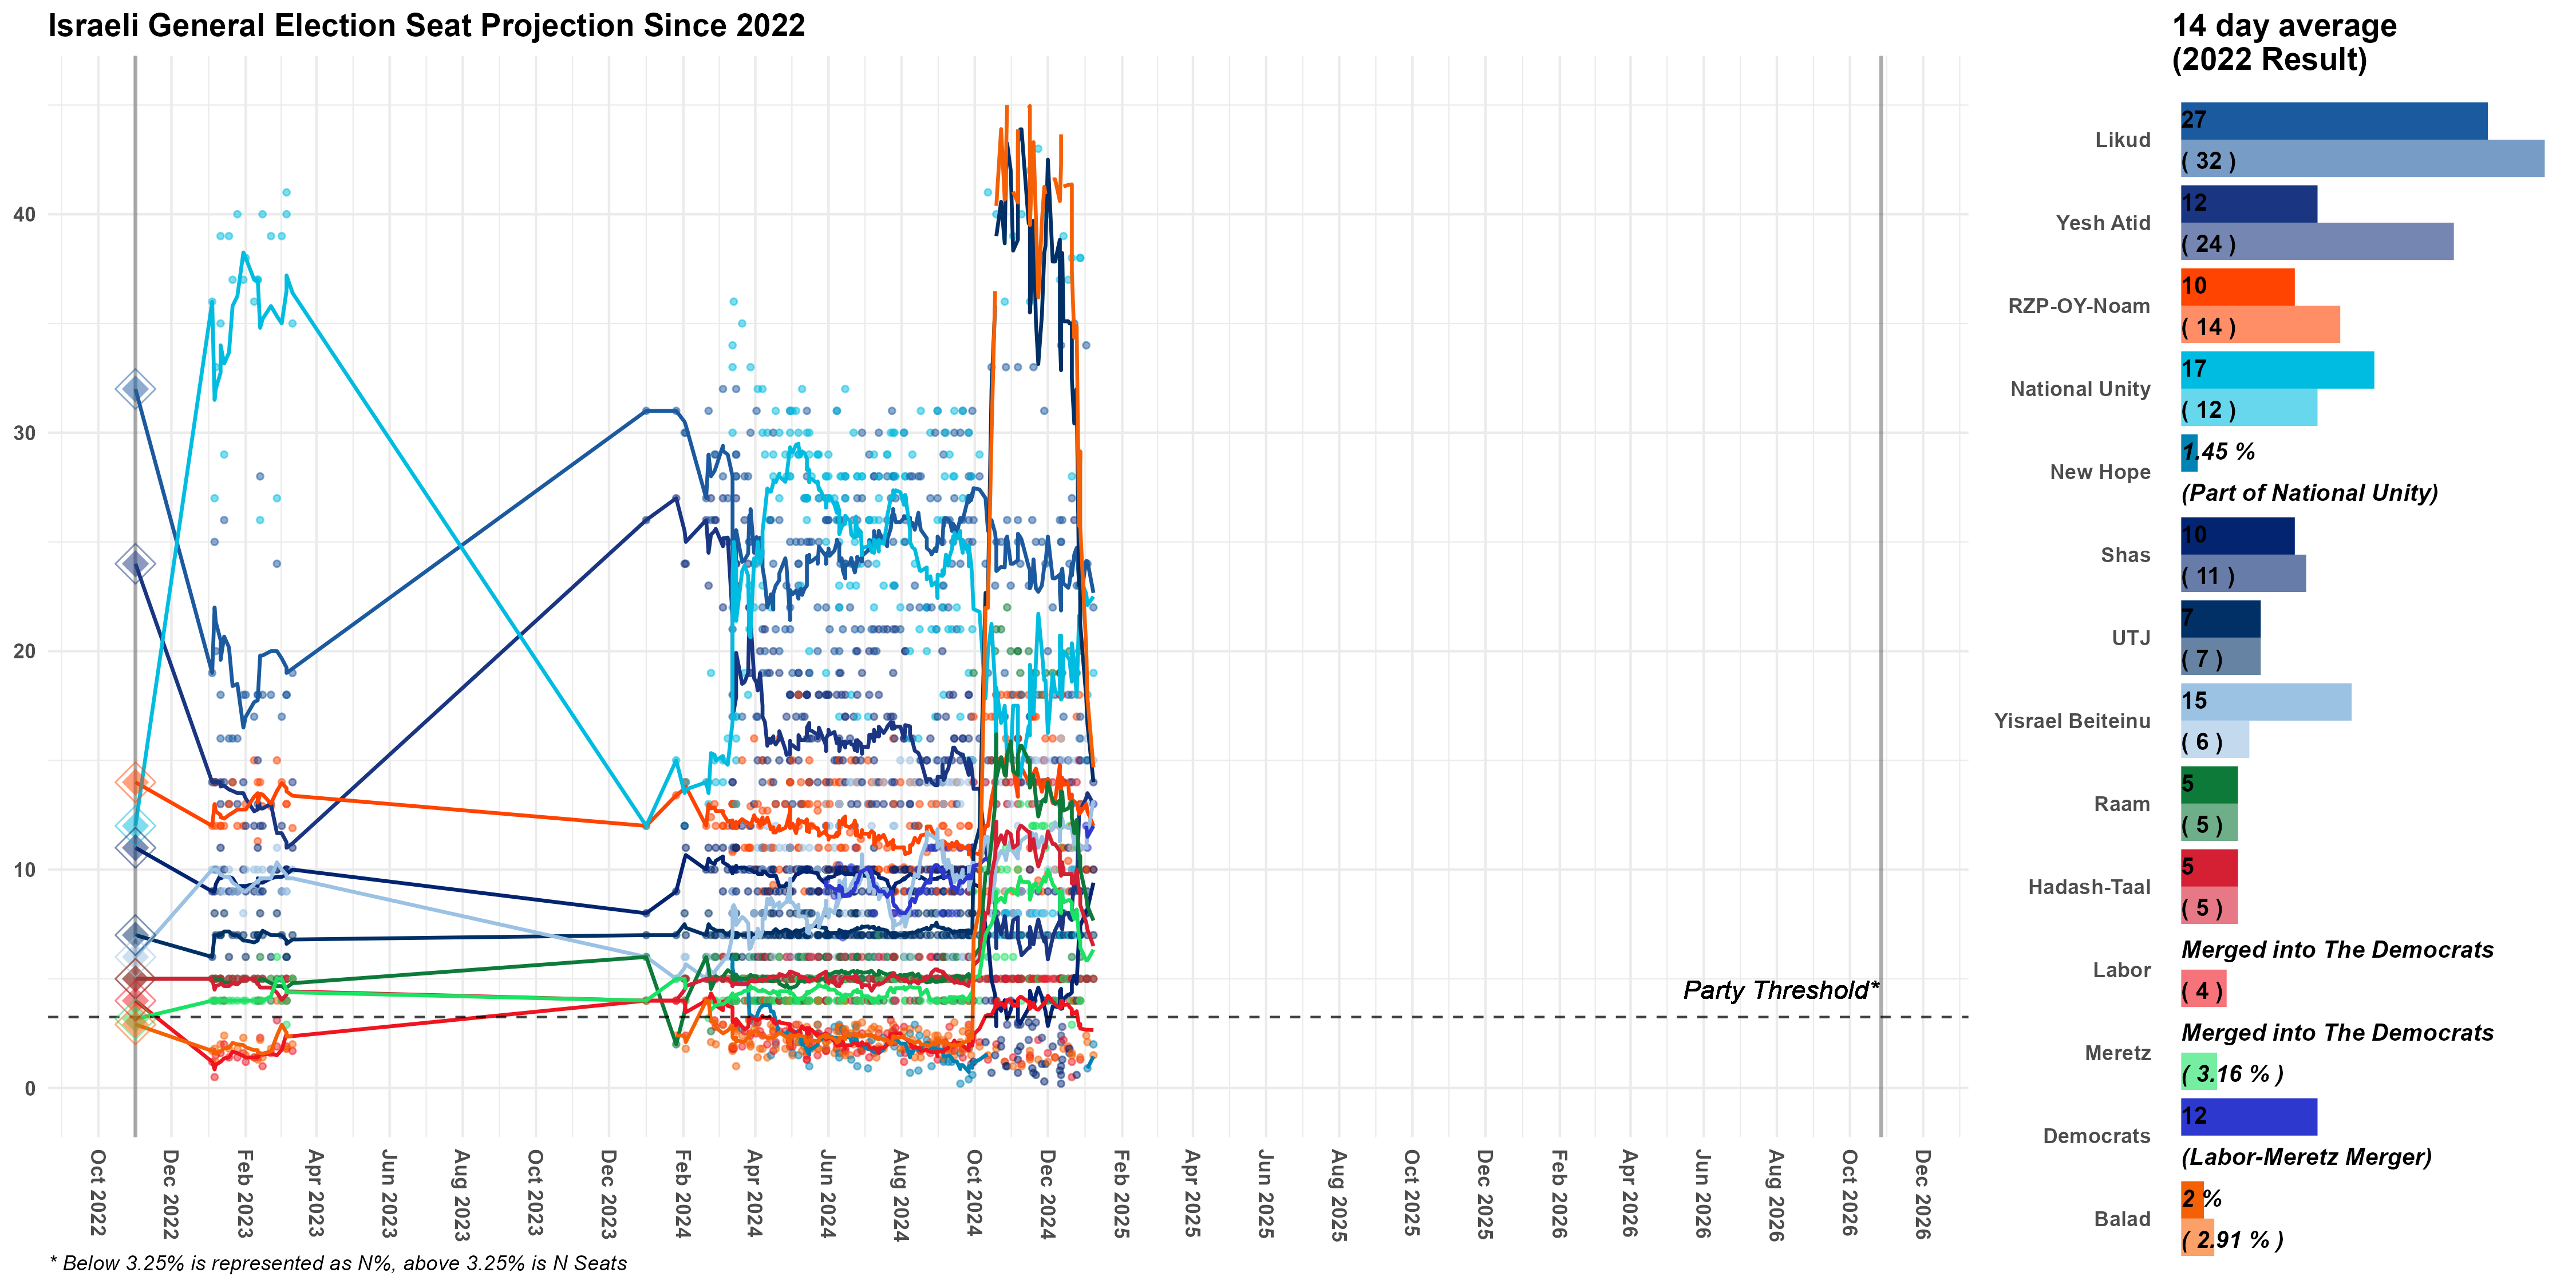 Israeli General Election Seat Projection Since 2022
40
30
20
10
0
Party Threshold*
Oct 2022
Dec 2022
Feb 2023
Apr 2023
Jun 2023
Aug 2023
Oct 2023
Dec 2023
Feb 2024
Apr 2024
Jun 2024
Aug 2024
Oct 2024
Dec 2024
Feb 2025
Apr 2025
Jun 2025
Aug 2025
Oct 2025
Dec 2025
Feb 2026
Apr 2026
Jun 2026
Aug 2026
Oct 2026
Dec 2026
* Below 3.25% is represented as N%, above 3.25% is N Seats
14 day average
(2022 Result)
Likud
27
( 32 )
Yesh Atid
12
( 24 )
RZP-OY-Noam
10
( 14 )
National Unity
17
( 12 )
New Hope
1.45 %
(Part of National Unity)
Shas
10
( 11 )
UTJ
7
( 7 )
Yisrael Beiteinu
15
( 6 )
Raam
5
( 5 )
Hadash-Taal
5
( 5 )
Labor
Merged into The Democrats
( 4 )
Meretz
Merged into The Democrats
( 3.16 % )
Democrats
12
(Labor-Meretz Merger)
Balad
2 %
( 2.91 % )